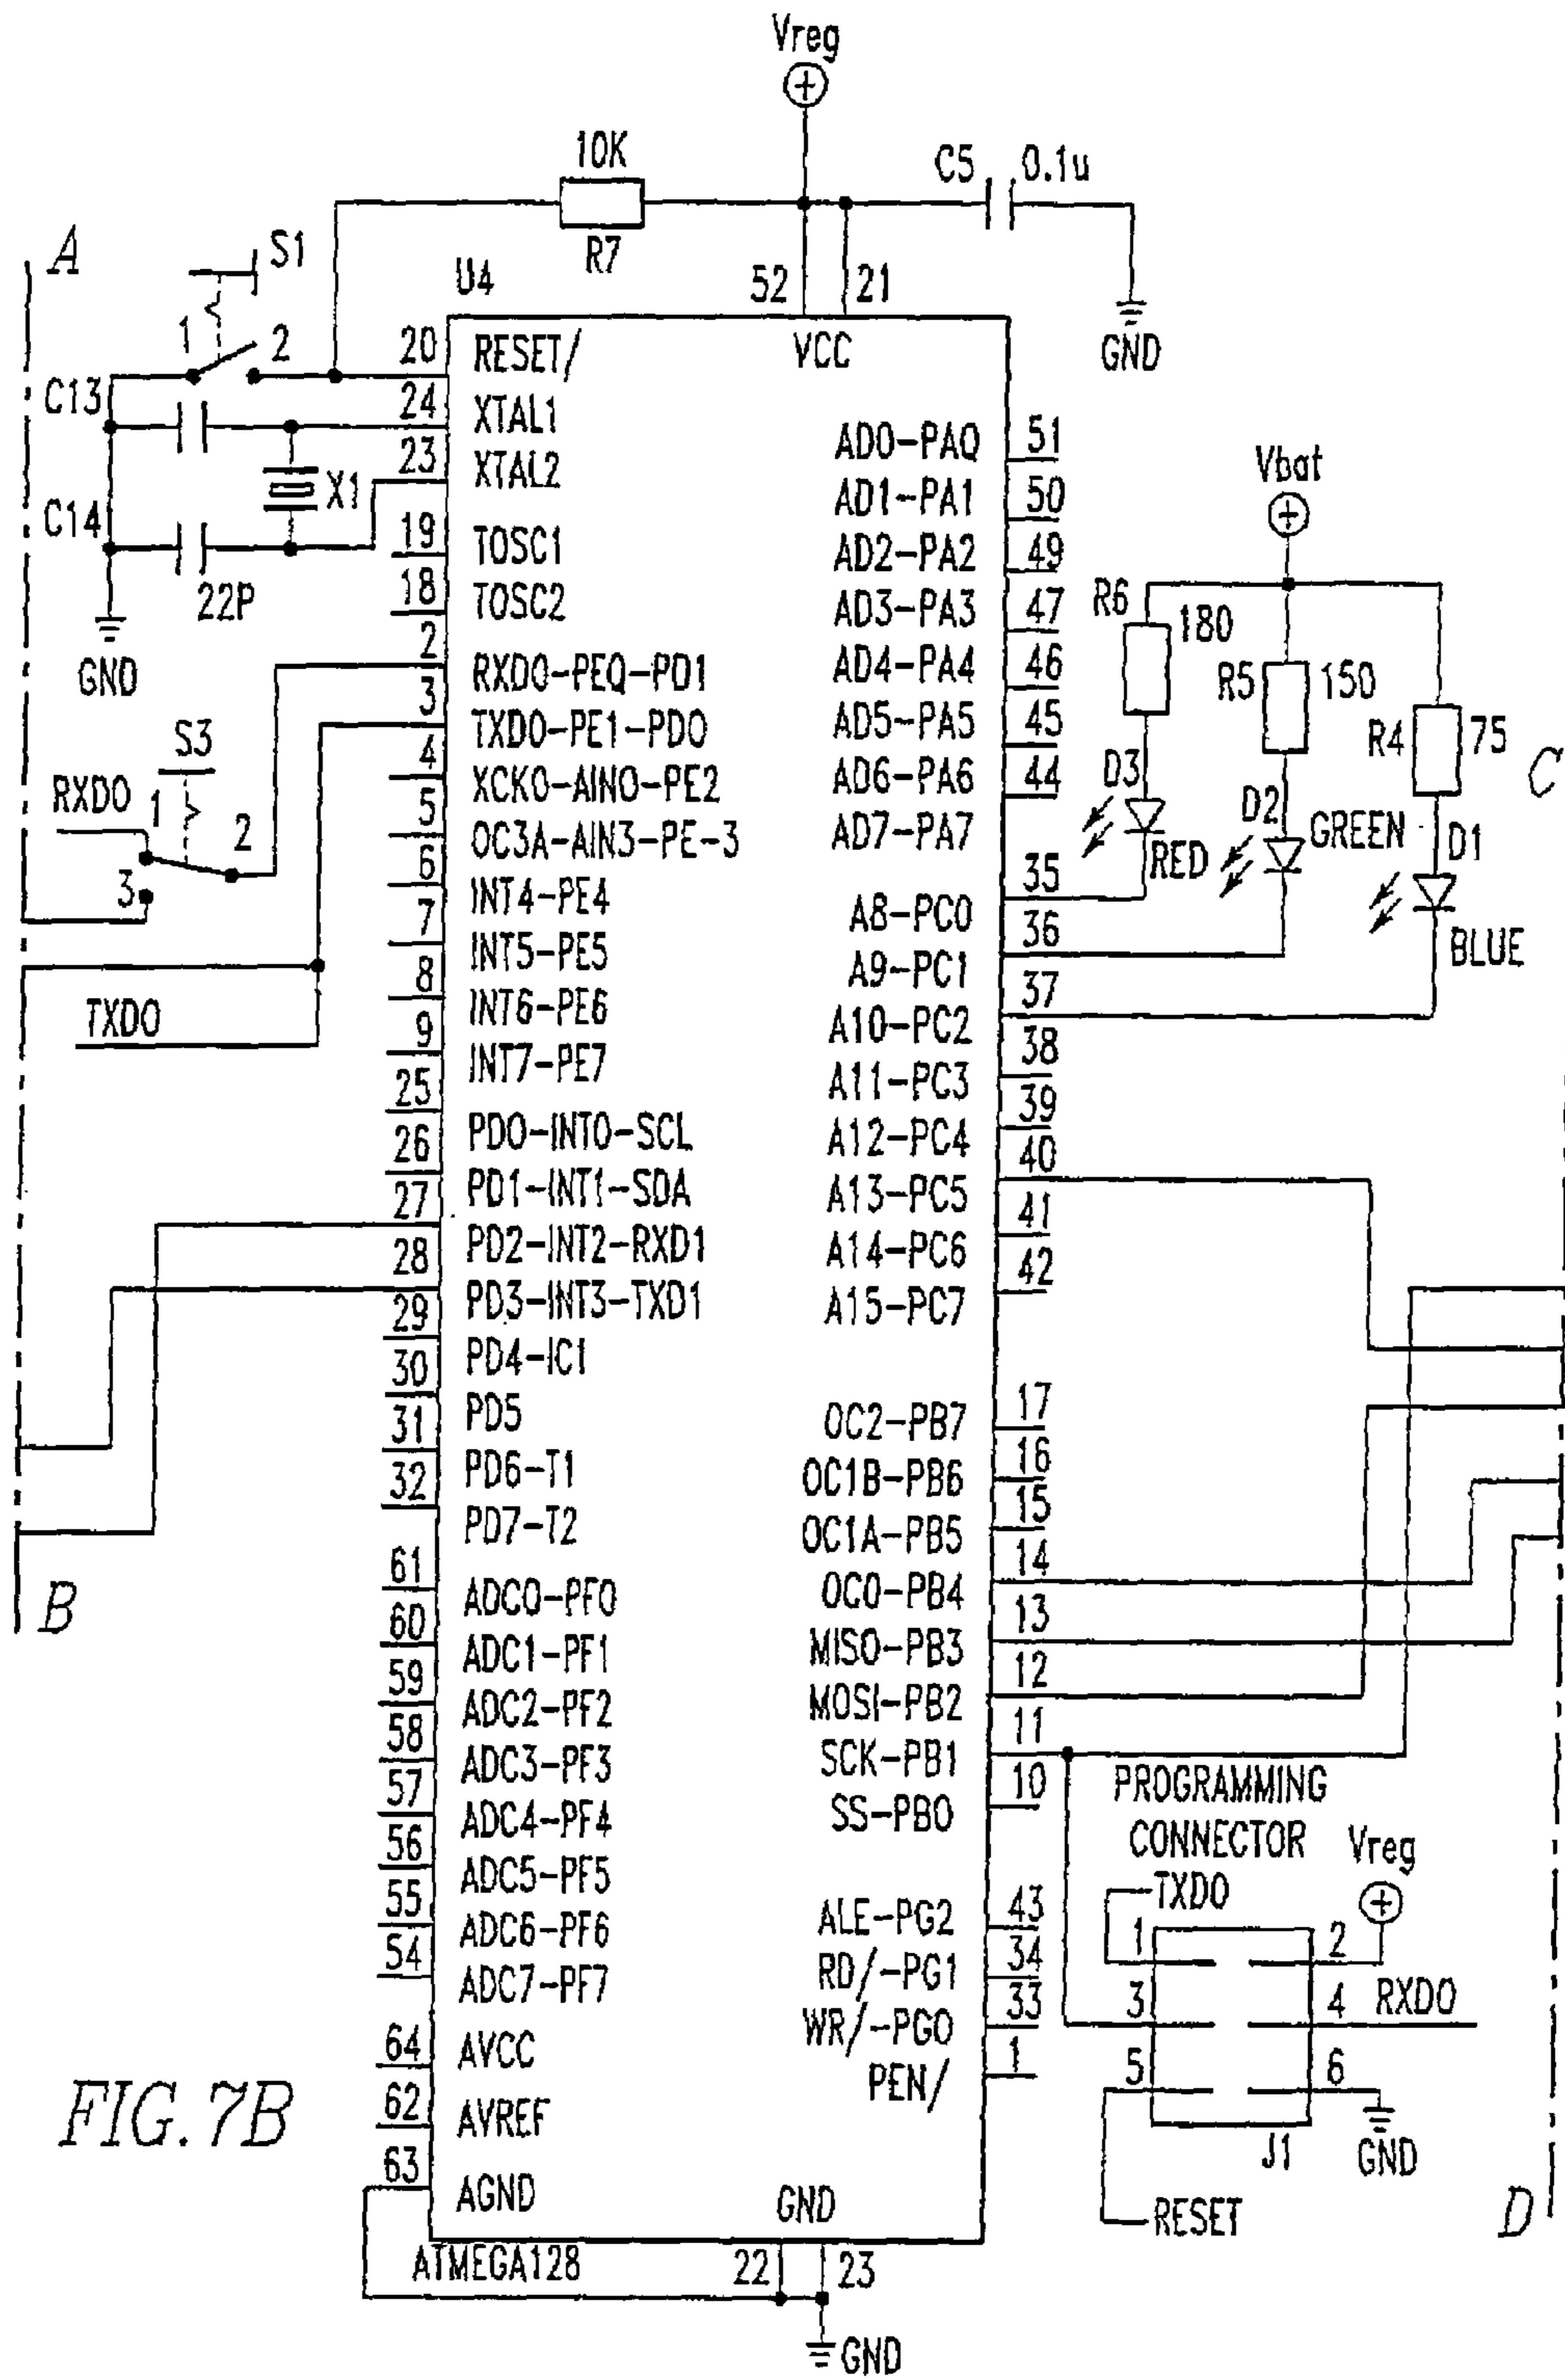 Vreg
10K
R7
C5
0.1u
GND
A
S1
1
2
C13
C14
X1
22P
GND
S3
RXD0
1
2
3
TXD0
B
U4
52
21
VCC
20 RESET/
24 XTAL1
23 XTAL2
19 TOSC1
18 TOSC2
2 RXD0-PEQ-PD1
3 TXD0-PE1-PD0
4 XCK0-AIN0-PE2
5 OC3A-AIN3-PE-3
6 INT4-PE4
7 INT5-PE5
8 INT6-PE6
9 INT7-PE7
25 PD0-INT0-SCL
26 PD1-INT1-SDA
27 PD2-INT2-RXD1
28 PD3-INT3-TXD1
29 PD4-IC1
30 PD5
31 PD6-T1
32 PD7-T2
61 ADC0-PF0
60 ADC1-PF1
59 ADC2-PF2
58 ADC3-PF3
57 ADC4-PF4
56 ADC5-PF5
55 ADC6-PF6
54 ADC7-PF7
64 AVCC
62 AVREF
63 AGND
AD0-PAQ 51
AD1-PA1 50
AD2-PA2 49
AD3-PA3 47
AD4-PA4 46
AD5-PA5 45
AD6-PA6 44
AD7-PA7
A8-PC0 35
A9-PC1 36
A10-PC2 37
A11-PC3 38
A12-PC4 39
A13-PC5 40
A14-PC6 41
A15-PC7 42
OC2-PB7 17
OC1B-PB6 16
OC1A-PB5 15
OC0-PB4 14
MISO-PB3 13
MOSI-PB2 12
SCK-PB1 11
SS-PB0 10
ALE-PG2 43
RD/-PG1 34
WR/-PG0 33
PEN/ 1
GND
ATMEGA128
22
23
GND
Vbat
R6
180
R5
150
R4
75
D3
RED
D2
GREEN
D1
BLUE
C
PROGRAMMING
CONNECTOR
TXD0
Vreg
1
2
3
4
RXD0
5
6
J1
GND
RESET
D
FIG. 7B